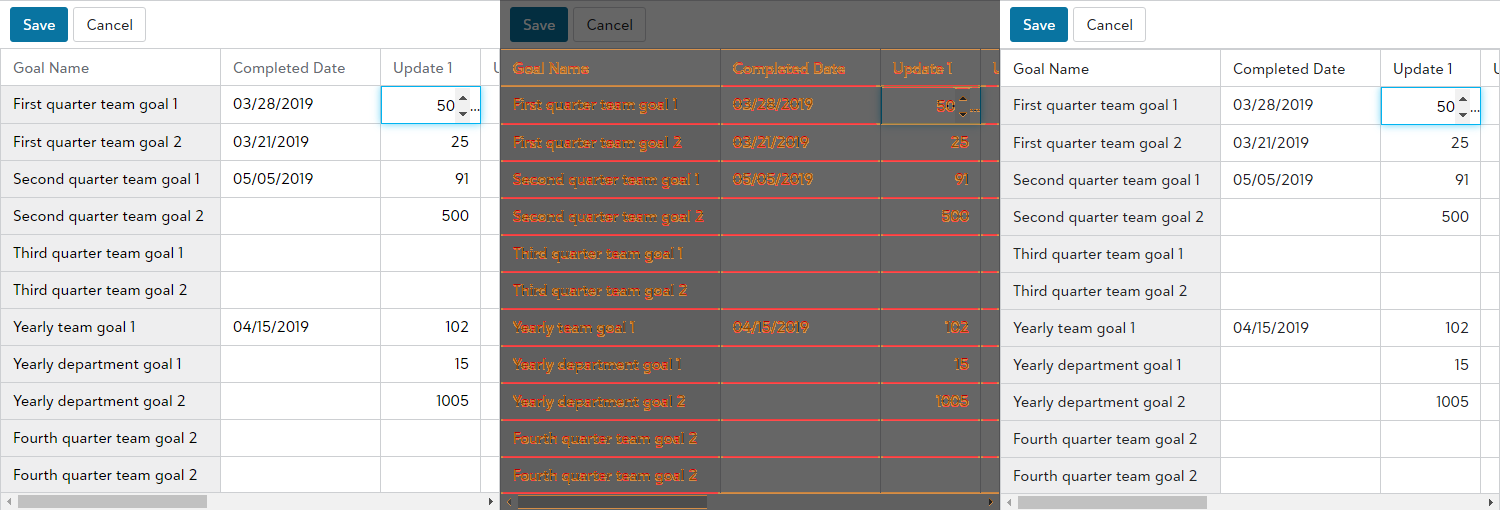 Save Cancel Save Cancel Save Cancel
Goal Name Completed Date Update 1 Goal Name Completed Date Update 1 Goal Name Completed Date Update 1
First quarter team goal 1 03/28/2019 50 ... First quarter team goal 1 03/28/2019 50 ... First quarter team goal 1 03/28/2019 50 ...
First quarter team goal 2 03/21/2019 25 First quarter team goal 2 03/21/2019 25 First quarter team goal 2 03/21/2019 25
Second quarter team goal 1 05/05/2019 91 Second quarter team goal 1 05/05/2019 91 Second quarter team goal 1 05/05/2019 91
Second quarter team goal 2 500 Second quarter team goal 2 500 Second quarter team goal 2 500
Third quarter team goal 1 Third quarter team goal 1 Third quarter team goal 1
Third quarter team goal 2 Third quarter team goal 2 Third quarter team goal 2
Yearly team goal 1 04/15/2019 102 Yearly team goal 1 04/15/2019 102 Yearly team goal 1 04/15/2019 102
Yearly department goal 1 15 Yearly department goal 1 15 Yearly department goal 1 15
Yearly department goal 2 1005 Yearly department goal 2 1005 Yearly department goal 2 1005
Fourth quarter team goal 2 Fourth quarter team goal 2 Fourth quarter team goal 2
Fourth quarter team goal 2 Fourth quarter team goal 2 Fourth quarter team goal 2